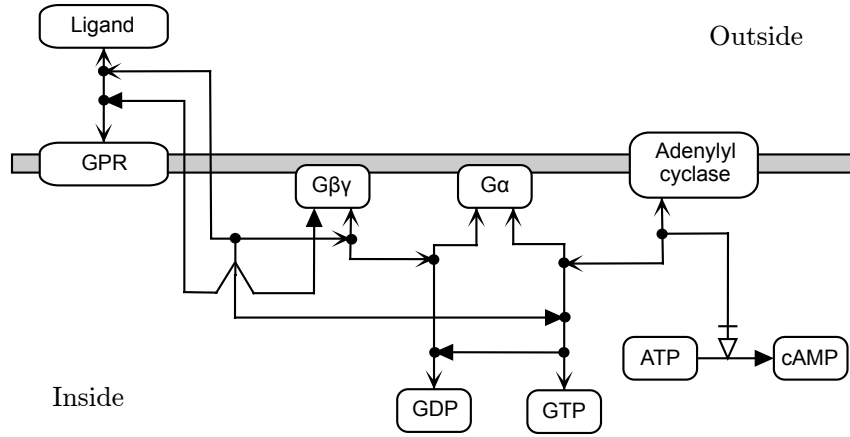 Ligand
Outside
GPR
Gβγ
Gα
Adenylyl
cyclase
ATP
cAMP
Inside
GDP
GTP